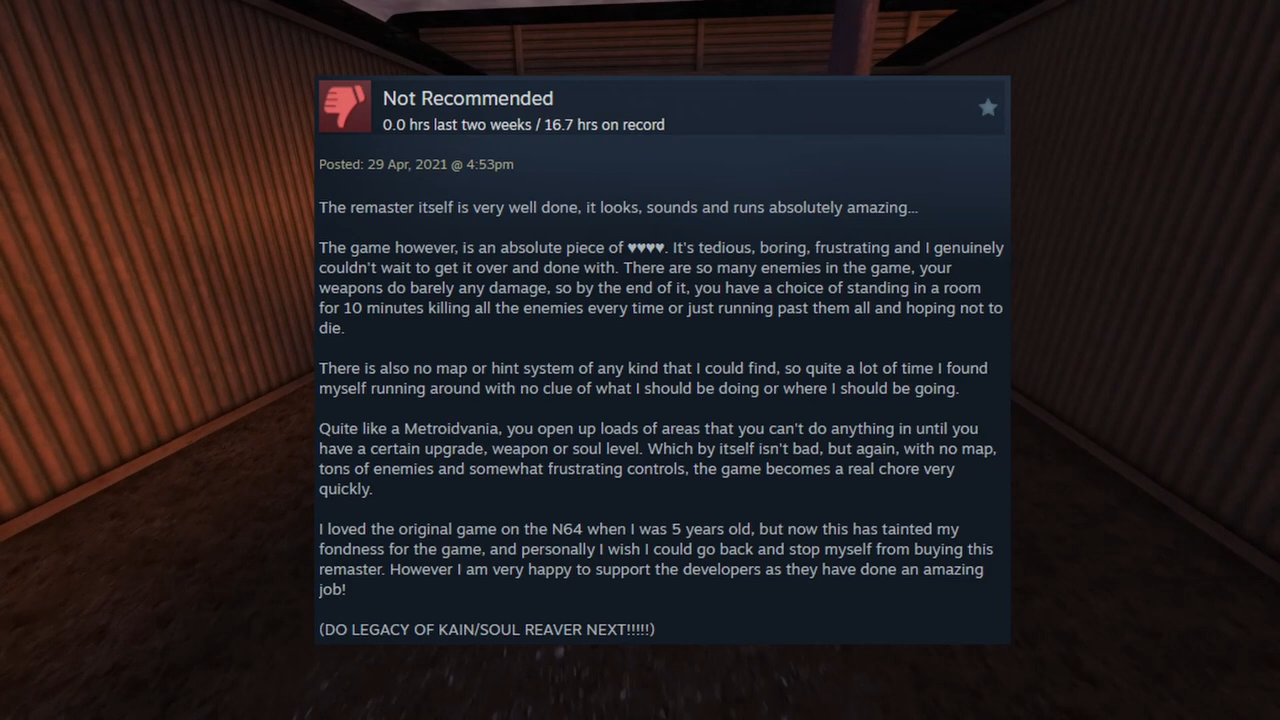 Not Recommended
0.0 hrs last two weeks / 16.7 hrs on record
Posted: 29 Apr, 2021 @ 4:53pm
The remaster itself is very well done, it looks, sounds and runs absolutely amazing...
The game however, is an absolute piece of ♥♥♥♥. It's tedious, boring, frustrating and I genuinely
couldn't wait to get it over and done with. There are so many enemies in the game, your
weapons do barely any damage, so by the end of it, you have a choice of standing in a room
for 10 minutes killing all the enemies every time or just running past them all and hoping not to
die.
There is also no map or hint system of any kind that I could find, so quite a lot of time I found
myself running around with no clue of what I should be doing or where I should be going.
Quite like a Metroidvania, you open up loads of areas that you can't do anything in until you
have a certain upgrade, weapon or soul level. Which by itself isn't bad, but again, with no map,
tons of enemies and somewhat frustrating controls, the game becomes a real chore very
quickly.
I loved the original game on the N64 when I was 5 years old, but now this has tainted my
fondness for the game, and personally I wish I could go back and stop myself from buying this
remaster. However I am very happy to support the developers as they have done an amazing
job!
(DO LEGACY OF KAIN/SOUL REAVER NEXT!!!!!)